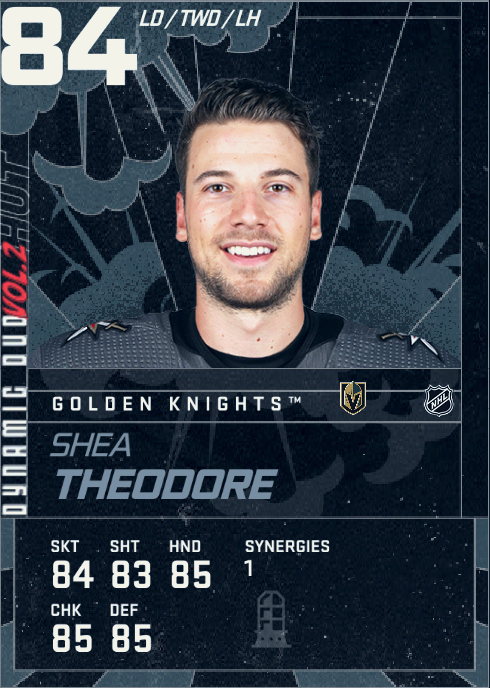 84
LD / TWD / LH
HUT
DYNAMIC DUO VOL.2
GOLDEN KNIGHTS™
NHL
SHEA
THEODORE
SKT SHT HND SYNERGIES
84 83 85 1
CHK DEF
85 85